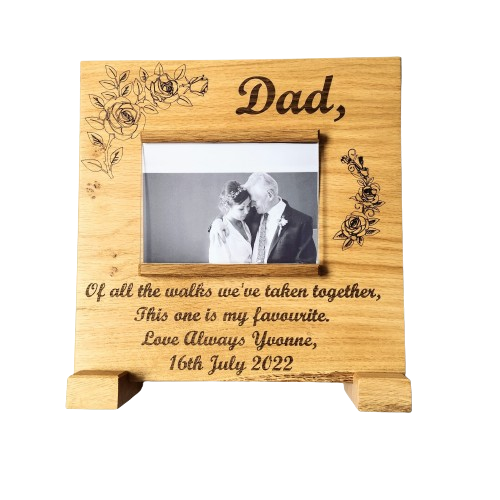 Dad,
Of all the walks we've taken together,
This one is my favourite.
Love Always Yvonne,
16th July 2022